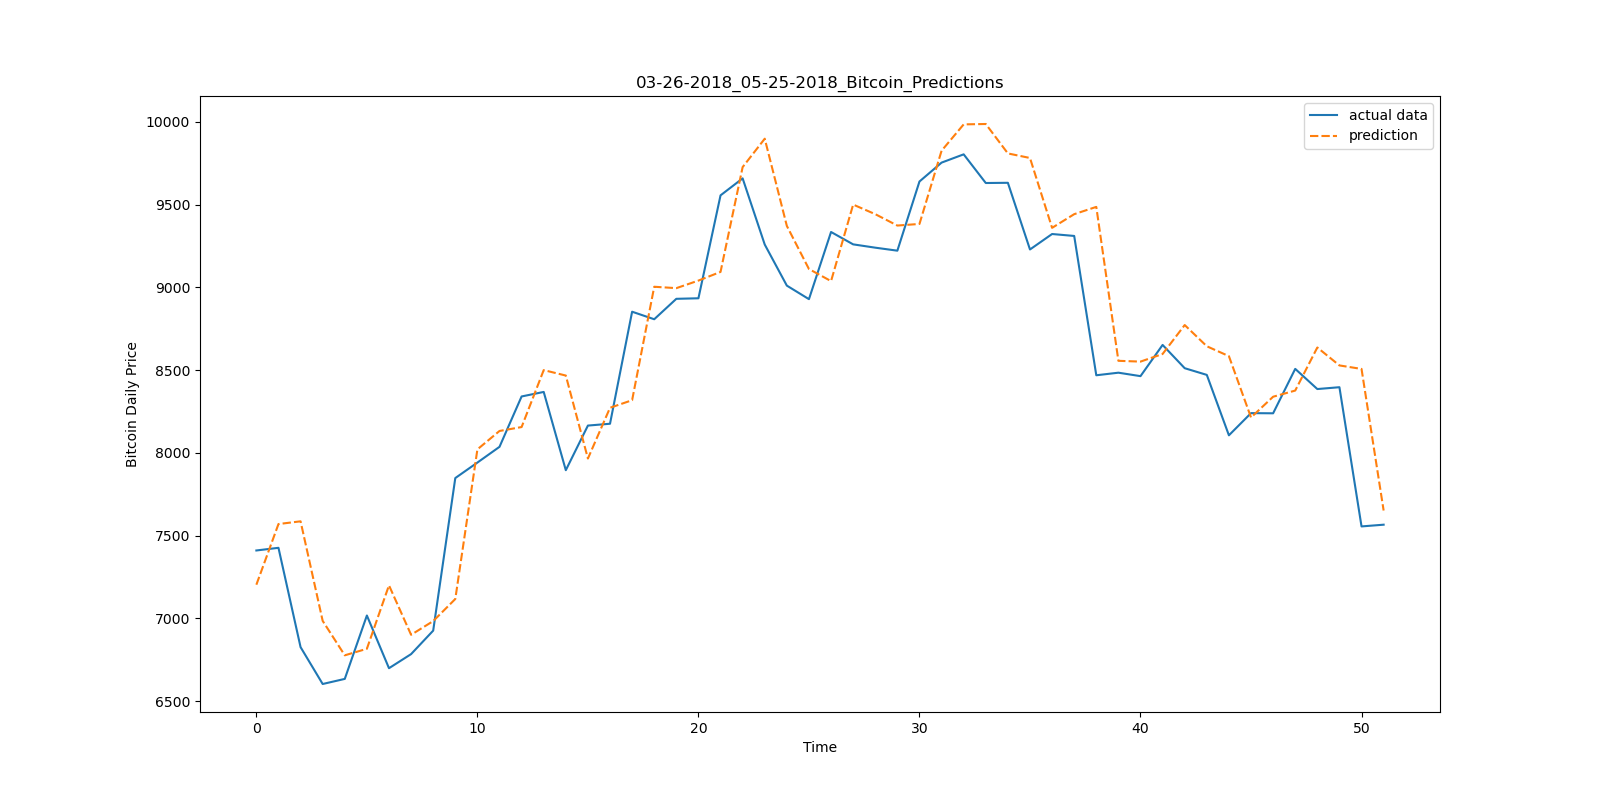 03-26-2018_05-25-2018_Bitcoin_Predictions
actual data
prediction
Bitcoin Daily Price
10000
9500
9000
8500
8000
7500
7000
6500
0 10 20 30 40 50
Time